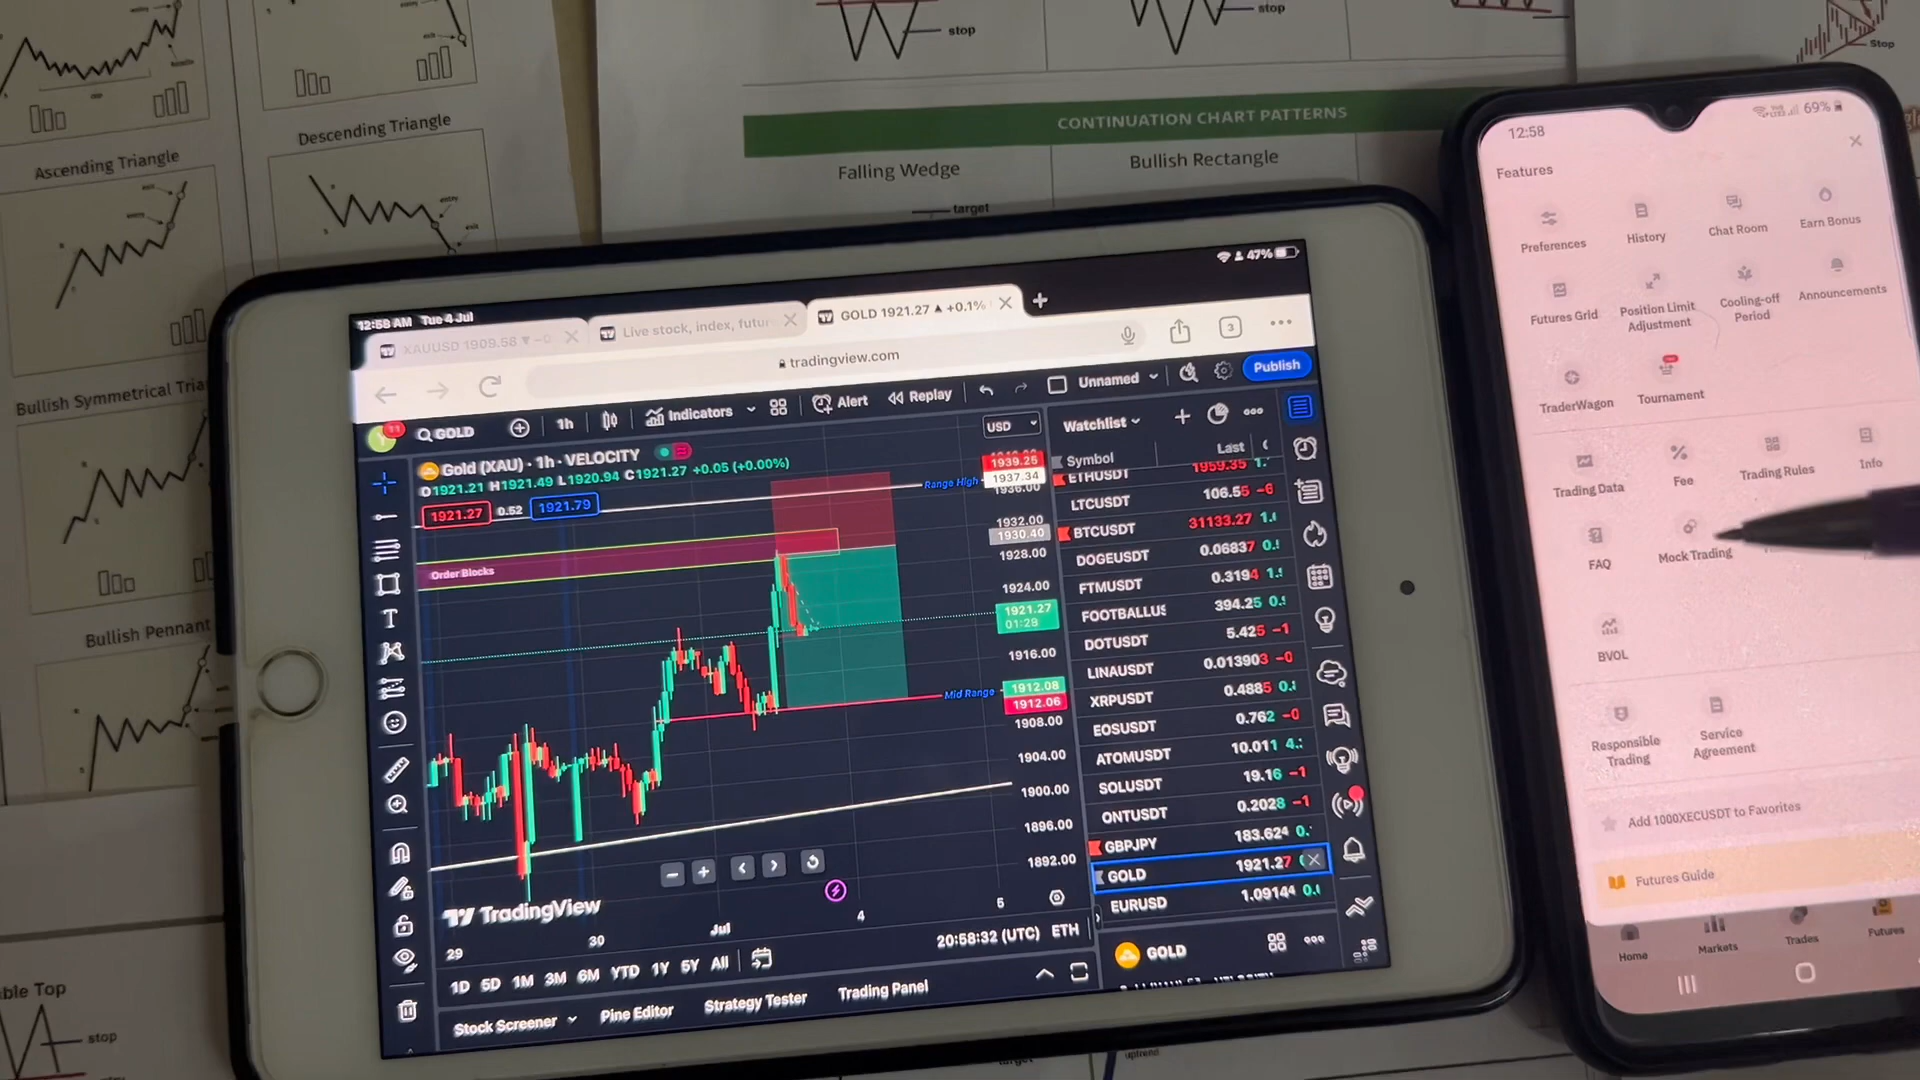 stop
stop
Stop
CONTINUATION CHART PATTERNS
Falling Wedge
Bullish Rectangle
target
Descending Triangle
Ascending Triangle
Bullish Symmetrical
Bullish Pennant
Top
stop
12:58 AM Tue 4 Jul
47%
XAUUSD 1909.58
Live stock, index, futur
GOLD 1921.27 ▲ +0.1%
tradingview.com
3
11
GOLD
1h
Indicators
Alert
Replay
Unnamed
Publish
Gold (XAU) · 1h · VELOCITY
O1921.21 H1921.49 L1920.94 C1921.27 +0.05 (+0.00%)
1921.27 0.52 1921.79
USD
Range High
Order Blocks
Mid Range
1939.25
1937.34
1936.00
1932.00
1930.40
1928.00
1924.00
1921.27
01:28
1916.00
1912.08
1912.06
1908.00
1904.00
1900.00
1896.00
1892.00
TradingView
29
30
Jul
4
5
20:58:32 (UTC) ETH
1D 5D 1M 3M 6M YTD 1Y 5Y All
Stock Screener
Pine Editor
Strategy Tester
Trading Panel
Watchlist
Symbol Last
ETHUSDT 1959.35
LTCUSDT 106.55
BTCUSDT 31133.27
DOGEUSDT 0.06837
FTMUSDT 0.3194
FOOTBALLUS 394.25
DOTUSDT 5.425
LINAUSDT 0.013903
XRPUSDT 0.4885
EOSUSDT 0.762
ATOMUSDT 10.011
SOLUSDT 19.16
ONTUSDT 0.2028
GBPJPY 183.624
GOLD 1921.27
EURUSD 1.09144
GOLD
12:58
69%
Features
Preferences
History
Chat Room
Earn Bonus
Futures Grid
Position Limit
Adjustment
Cooling-off
Period
Announcements
TraderWagon
Tournament
Trading Data
Fee
Trading Rules
Info
FAQ
Mock Trading
BVOL
Responsible
Trading
Service
Agreement
Add 1000XECUSDT to Favorites
Futures Guide
Home
Markets
Trades
Futures